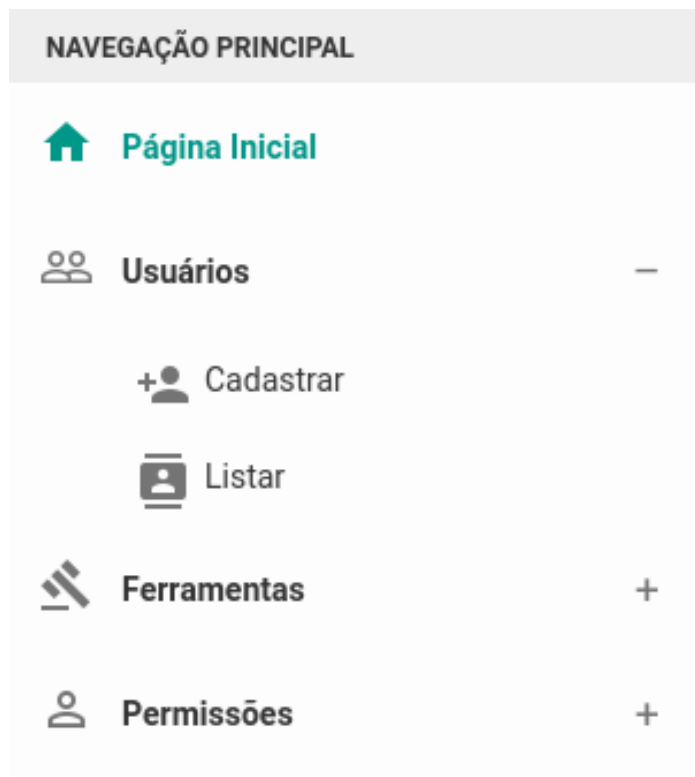 NAVEGAÇÃO PRINCIPAL
Página Inicial
Usuários
Cadastrar
Listar
Ferramentas
Permissões